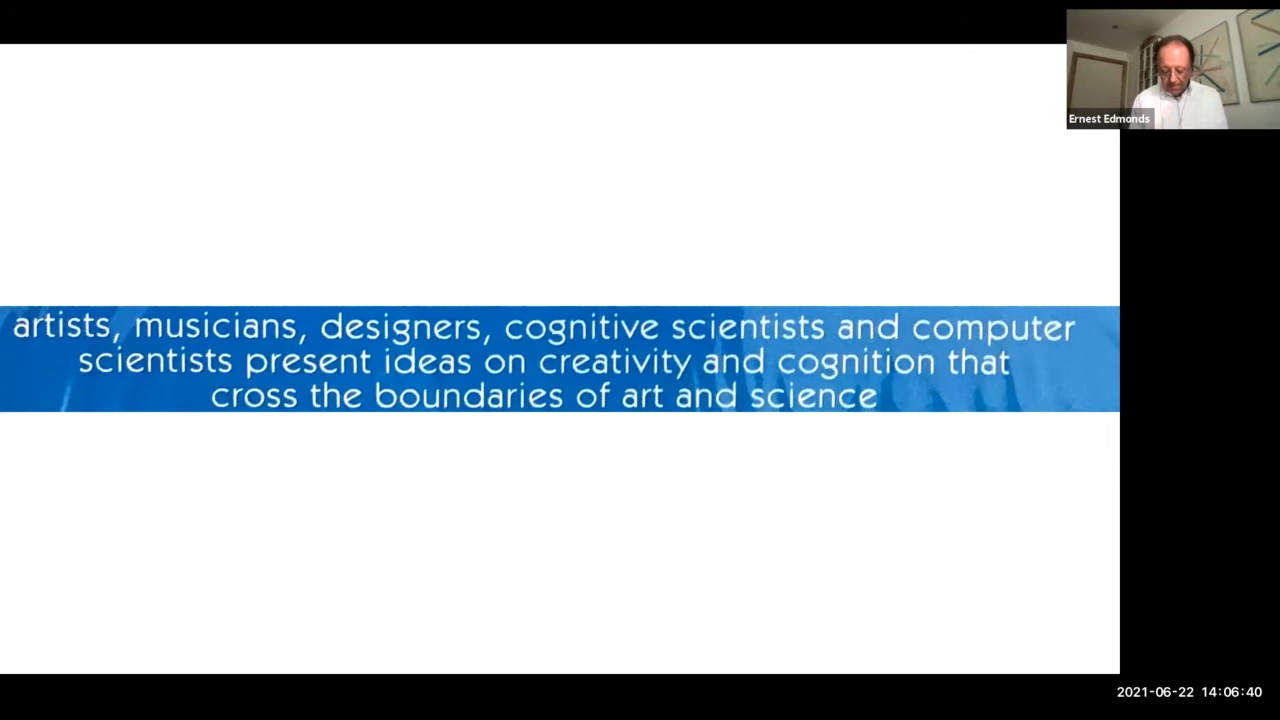 Ernest Edmonds
artists, musicians, designers, cognitive scientists and computer
scientists present ideas on creativity and cognition that
cross the boundaries of art and science
2021-06-22 14:06:40